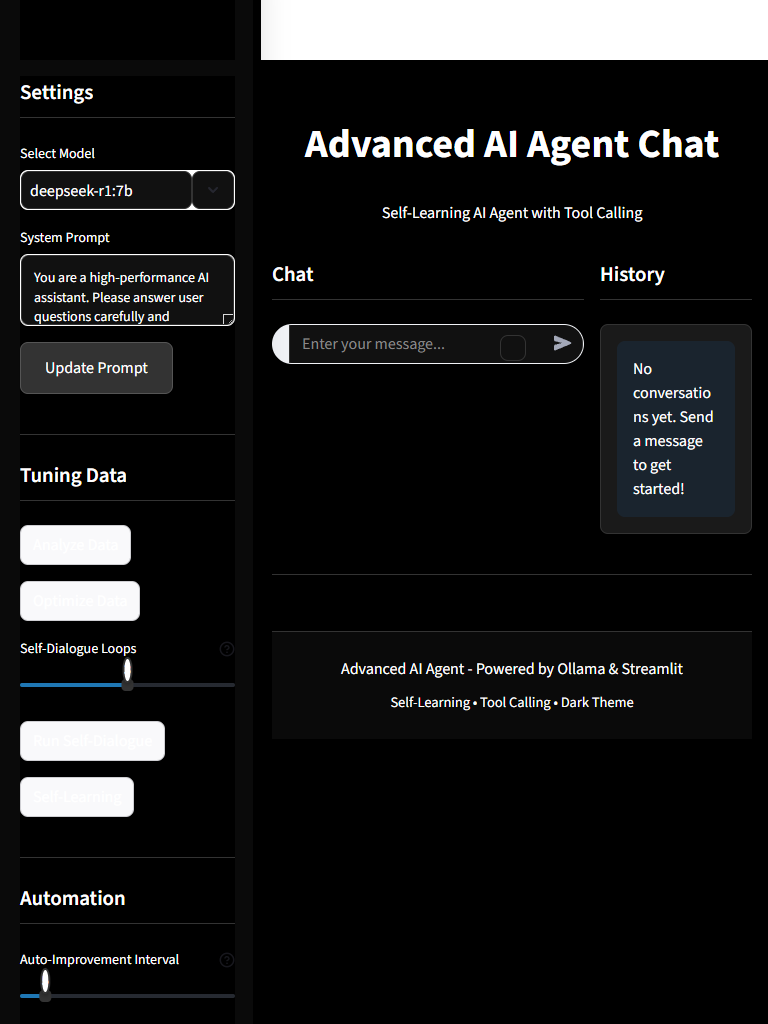 Settings
Select Model
deepseek-r1:7b
System Prompt
You are a high-performance AI
assistant. Please answer user
questions carefully and
Update Prompt
Tuning Data
Analyze Data
Optimize Data
Self-Dialogue Loops
Run Self-Dialogue
Self-Learning
Automation
Auto-Improvement Interval
Advanced AI Agent Chat
Self-Learning AI Agent with Tool Calling
Chat
Enter your message...
History
No
conversatio
ns yet. Send
a message
to get
started!
Advanced AI Agent - Powered by Ollama & Streamlit
Self-Learning • Tool Calling • Dark Theme